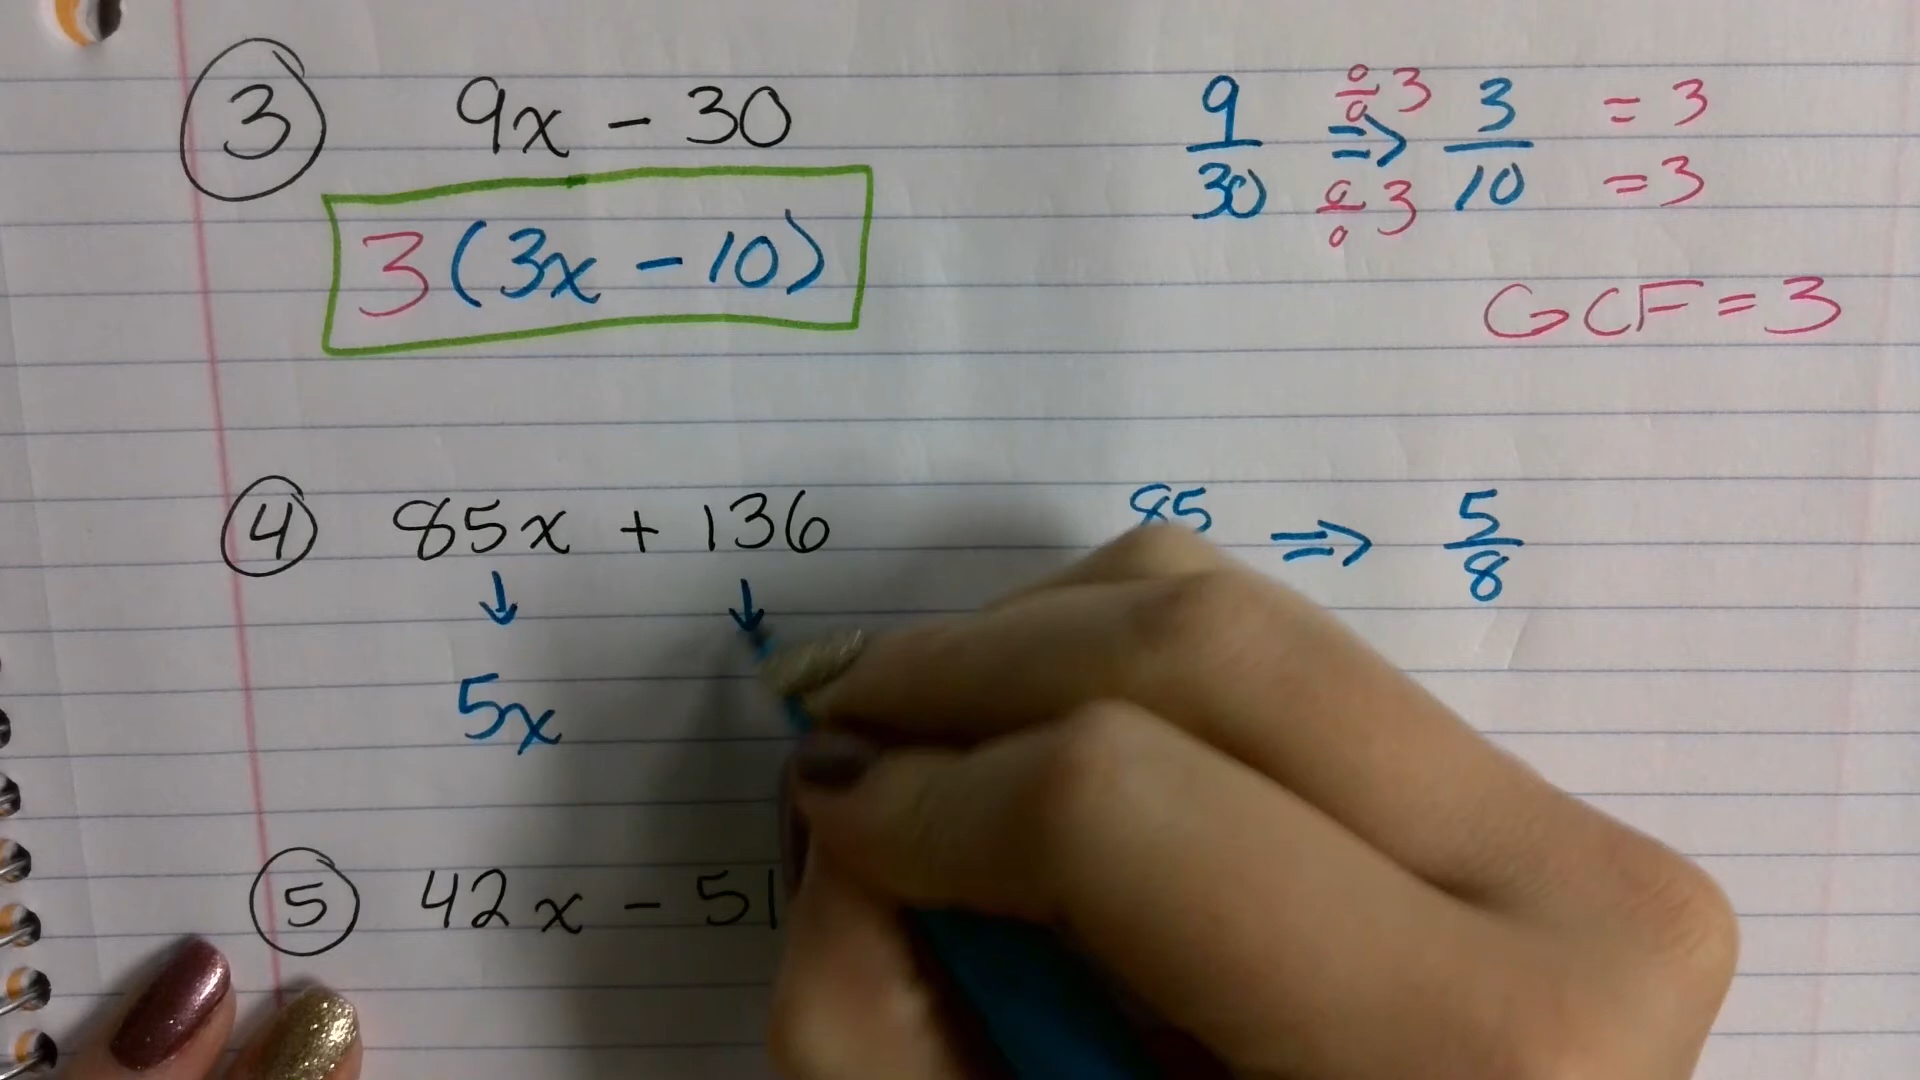 3 9x - 30
3(3x - 10)
9/30 ÷3 ÷3 => 3/10 = 3 = 3
GCF = 3
4 85x + 136
85 => 5/8
↓ ↓
5x
5 42x - 51